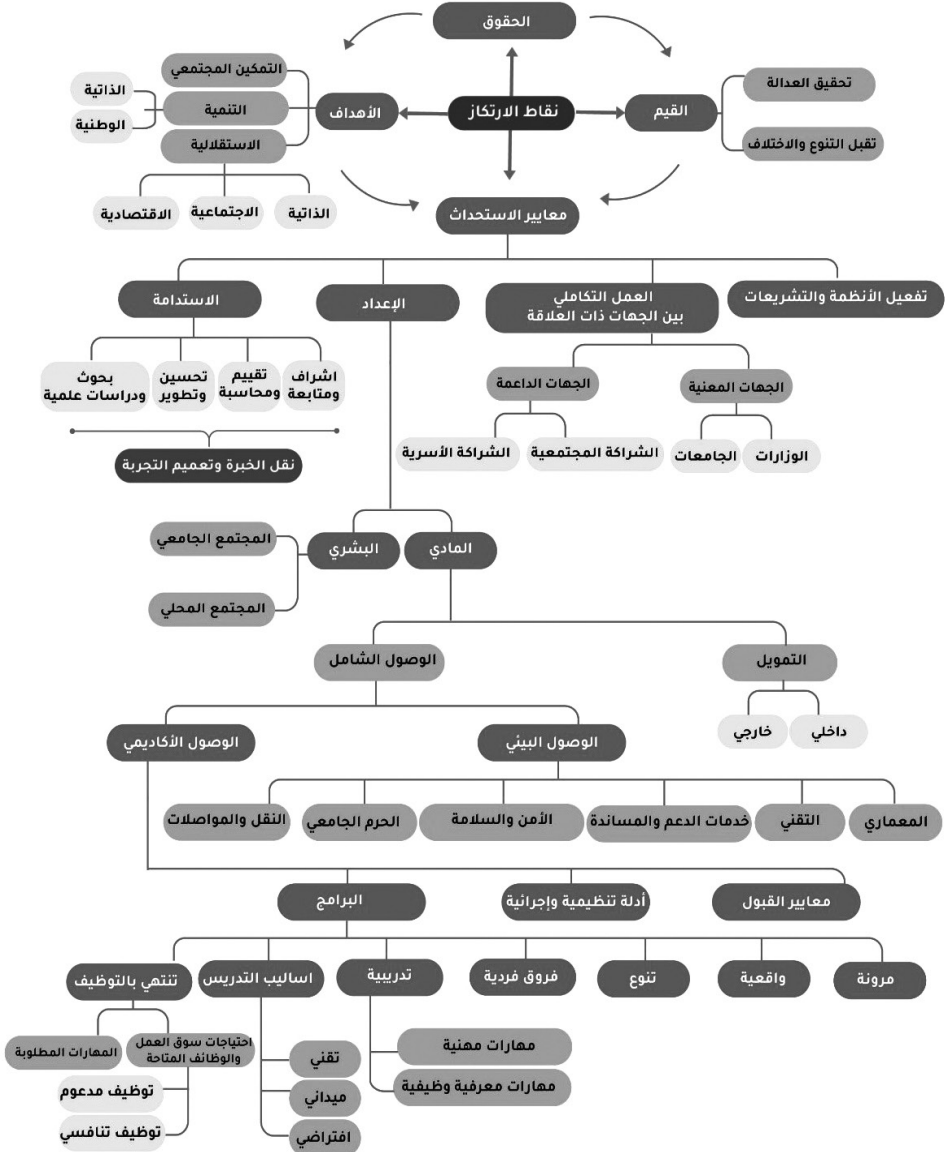 الحقوق
نقاط الارتكاز
القيم
تحقيق العدالة
تقبل التنوع والاختلاف
الأهداف
التمكين المجتمعي
التنمية
الذاتية
الوطنية
الاستقلالية
الذاتية
الاجتماعية
الاقتصادية
معايير الاستحداث
تفعيل الأنظمة والتشريعات
العمل التكاملي
بين الجهات ذات العلاقة
الإعداد
الاستدامة
الجهات المعنية
الجهات الداعمة
الوزارات
الجامعات
الشراكة المجتمعية
الشراكة الأسرية
اشراف
ومتابعة
تقييم
ومحاسبة
تحسين
وتطوير
بحوث
ودراسات علمية
نقل الخبرة وتعميم التجربة
المادي
البشري
المجتمع الجامعي
المجتمع المحلي
التمويل
الوصول الشامل
داخلي
خارجي
الوصول البيئي
الوصول الأكاديمي
المعماري
التقني
خدمات الدعم والمساندة
الأمن والسلامة
الحرم الجامعي
النقل والمواصلات
معايير القبول
أدلة تنظيمية وإجرائية
البرامج
مرونة
واقعية
تنوع
فروق فردية
تدريبية
اساليب التدريس
تنتهي بالتوظيف
مهارات مهنية
مهارات معرفية وظيفية
تقني
ميداني
افتراضي
احتياجات سوق العمل
والوظائف المتاحة
المهارات المطلوبة
توظيف مدعوم
توظيف تنافسي